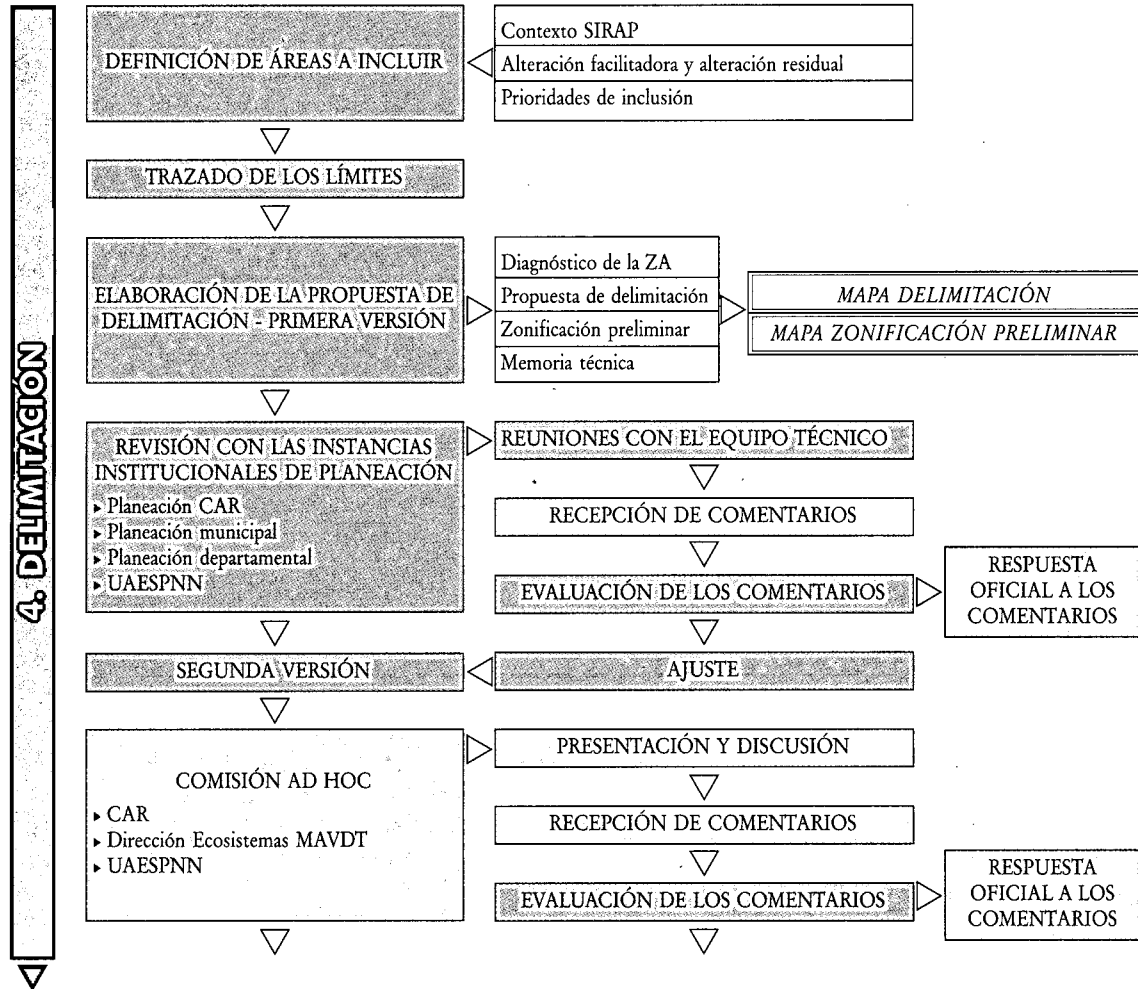 4. DELIMITACIÓN
DEFINICIÓN DE ÁREAS A INCLUIR
Contexto SIRAP
Alteración facilitadora y alteración residual
Prioridades de inclusión
TRAZADO DE LOS LÍMITES
ELABORACIÓN DE LA PROPUESTA DE
DELIMITACIÓN - PRIMERA VERSIÓN
Diagnóstico de la ZA
Propuesta de delimitación
Zonificación preliminar
Memoria técnica
MAPA DELIMITACIÓN
MAPA ZONIFICACIÓN PRELIMINAR
REVISIÓN CON LAS INSTANCIAS
INSTITUCIONALES DE PLANEACIÓN
▸ Planeación CAR
▸ Planeación municipal
▸ Planeación departamental
▸ UAESPNN
REUNIONES CON EL EQUIPO TÉCNICO
RECEPCIÓN DE COMENTARIOS
EVALUACIÓN DE LOS COMENTARIOS
RESPUESTA
OFICIAL A LOS
COMENTARIOS
SEGUNDA VERSIÓN
AJUSTE
COMISIÓN AD HOC
▸ CAR
▸ Dirección Ecosistemas MAVDT
▸ UAESPNN
PRESENTACIÓN Y DISCUSIÓN
RECEPCIÓN DE COMENTARIOS
EVALUACIÓN DE LOS COMENTARIOS
RESPUESTA
OFICIAL A LOS
COMENTARIOS